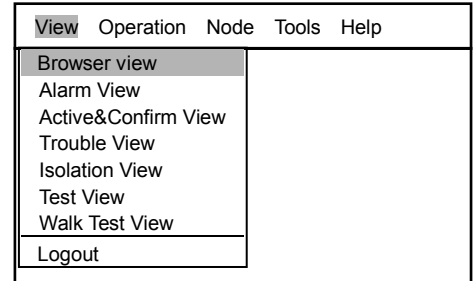 View Operation Node Tools Help
Browser view
Alarm View
Active&Confirm View
Trouble View
Isolation View
Test View
Walk Test View
Logout